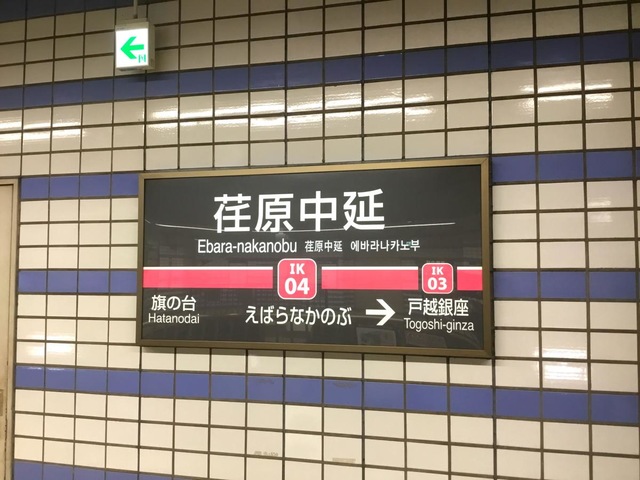 荏原中延
Ebara-nakanobu 荏原中延 에바라나카노부
IK
04
IK
03
旗の台
Hatanodai
えばらなかのぶ →
戸越銀座
Togoshi-ginza